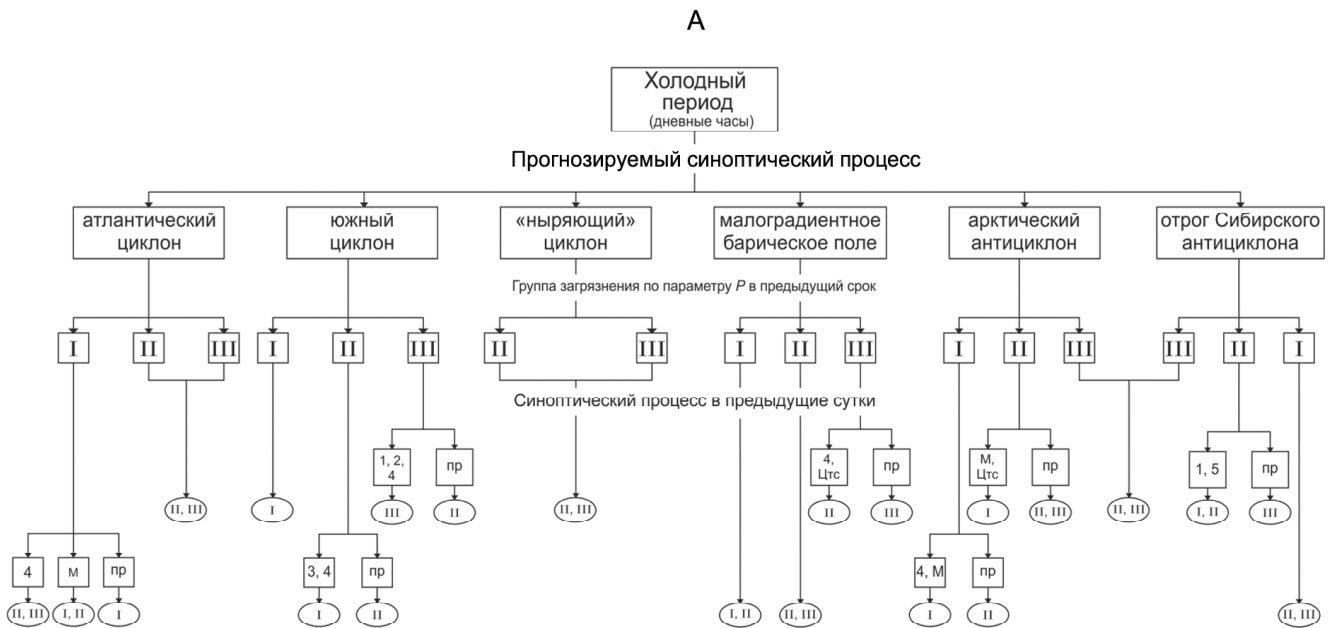 А
Холодный
период
(дневные часы)
Прогнозируемый синоптический процесс
атлантический
циклон
южный
циклон
«ныряющий»
циклон
малоградиентное
барическое поле
арктический
антициклон
отрог Сибирского
антициклона
Группа загрязнения по параметру P в предыдущий срок
I
II
III
I
II
III
II
III
I
II
III
I
II
III
III
II
I
Синоптический процесс в предыдущие сутки
1, 2,
4
пр
4,
Цтс
пр
М,
Цтс
пр
1, 5
пр
II, III
I
III
II
II, III
II
III
I
II, III
II, III
I, II
III
4
М
пр
3, 4
пр
4, М
пр
II, III
I, II
I
I
II
I, II
II, III
I
II
II, III